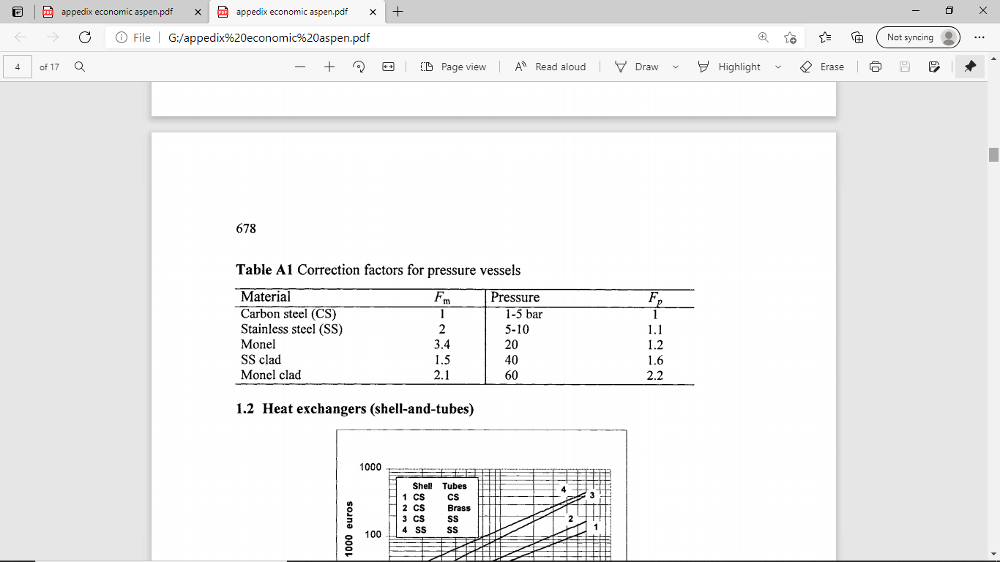 appedix economic aspen.pdf
appedix economic aspen.pdf
File
G:/appedix%20economic%20aspen.pdf
Not syncing
4 of 17
Page view
Read aloud
Draw
Highlight
Erase
678
Table A1 Correction factors for pressure vessels
Material Fm Pressure Fp
Carbon steel (CS) 1 1-5 bar 1
Stainless steel (SS) 2 5-10 1.1
Monel 3.4 20 1.2
SS clad 1.5 40 1.6
Monel clad 2.1 60 2.2
1.2 Heat exchangers (shell-and-tubes)
1000
Shell Tubes
1 CS CS
2 CS Brass
3 CS SS
4 SS SS
4
3
2
1
100
1000 euros